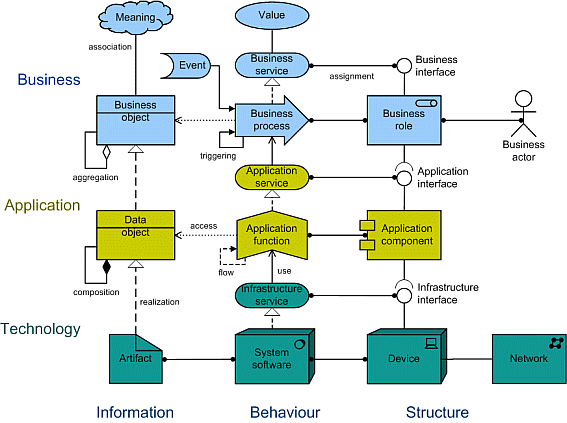 Meaning
Value
association
Event
Business
service
Business
interface
assignment
Business
Business
object
Business
process
Business
role
triggering
Business
actor
aggregation
Application
service
Application
interface
Application
Data
object
access
Application
function
Application
component
flow
use
composition
realization
Infrastructure
service
Infrastructure
interface
Technology
Artifact
System
software
Device
Network
Information
Behaviour
Structure